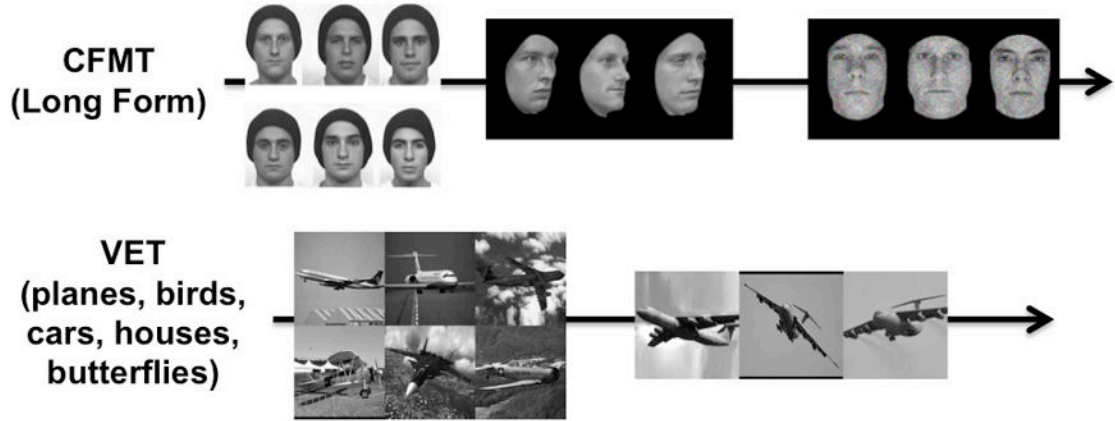 CFMT
(Long Form)
VET
(planes, birds,
cars, houses,
butterflies)